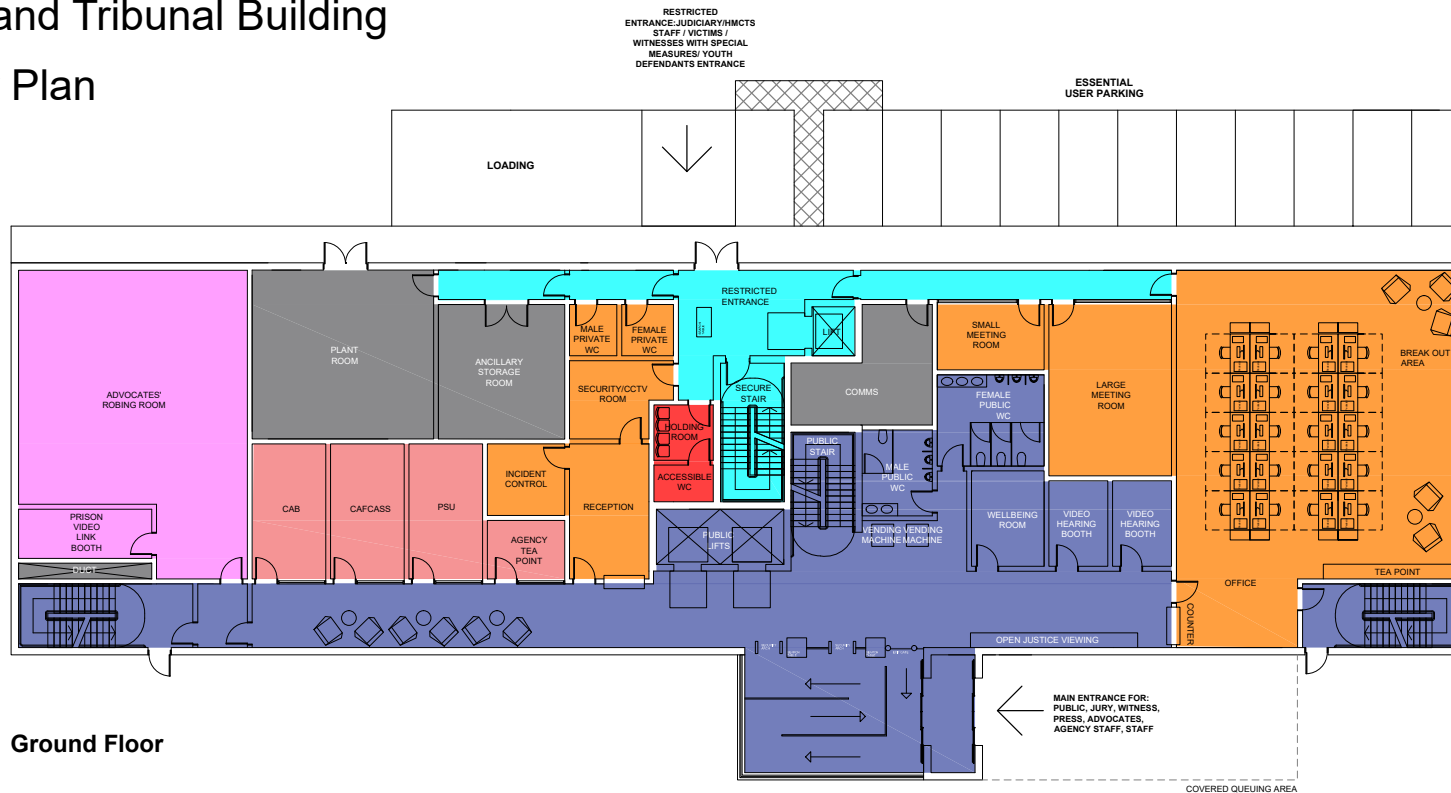 and Tribunal Building
Plan
RESTRICTED
ENTRANCE:JUDICIARY/HMCTS
STAFF / VICTIMS /
WITNESSES WITH SPECIAL
MEASURES/ YOUTH
DEFENDANTS ENTRANCE
ESSENTIAL
USER PARKING
LOADING
RESTRICTED
ENTRANCE
LIFT
MALE
PRIVATE
WC
FEMALE
PRIVATE
WC
SMALL
MEETING
ROOM
PLANT
ROOM
ANCILLARY
STORAGE
ROOM
BREAK OUT
AREA
ADVOCATES'
ROBING ROOM
SECURITY/CCTV
ROOM
SECURE
STAIR
COMMS
FEMALE
PUBLIC
WC
LARGE
MEETING
ROOM
HOLDING
ROOM
PUBLIC
STAIR
ACCESSIBLE
WC
MALE
PUBLIC
WC
INCIDENT
CONTROL
CAB
CAFCASS
PSU
RECEPTION
PRISON
VIDEO
LINK
BOOTH
WELLBEING
ROOM
VIDEO
HEARING
BOOTH
VIDEO
HEARING
BOOTH
AGENCY
TEA
POINT
PUBLIC
LIFTS
VENDING
MACHINE
VENDING
MACHINE
DUCT
TEA POINT
OFFICE
COUNTER
OPEN JUSTICE VIEWING
MAIN ENTRANCE FOR:
PUBLIC, JURY, WITNESS,
PRESS, ADVOCATES,
AGENCY STAFF, STAFF
Ground Floor
COVERED QUEUING AREA